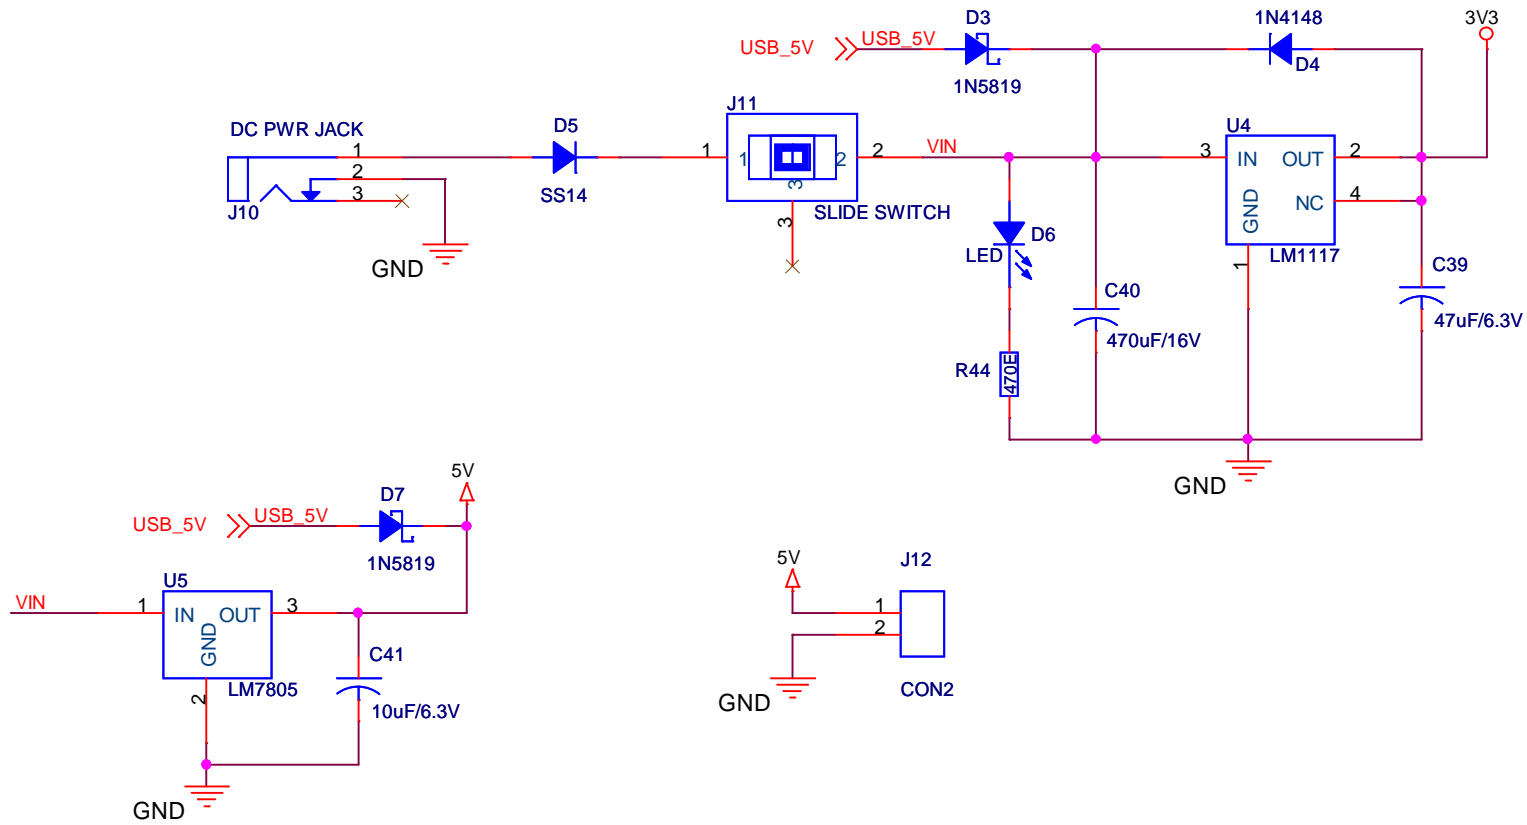 D3
1N4148
3V3
USB_5V
USB_5V
D4
1N5819
J11
DC PWR JACK
D5
U4
1
1
1
2
2
VIN
3
IN
OUT
2
2
3
3
NC
4
J10
SS14
3
SLIDE SWITCH
GND
D6
LED
GND
1
LM1117
C39
C40
47uF/6.3V
470uF/16V
R44
470E
GND
5V
D7
USB_5V
USB_5V
1N5819
5V
J12
U5
VIN
1
IN
OUT
3
GND
1
2
C41
LM7805
2
10uF/6.3V
GND
CON2
GND